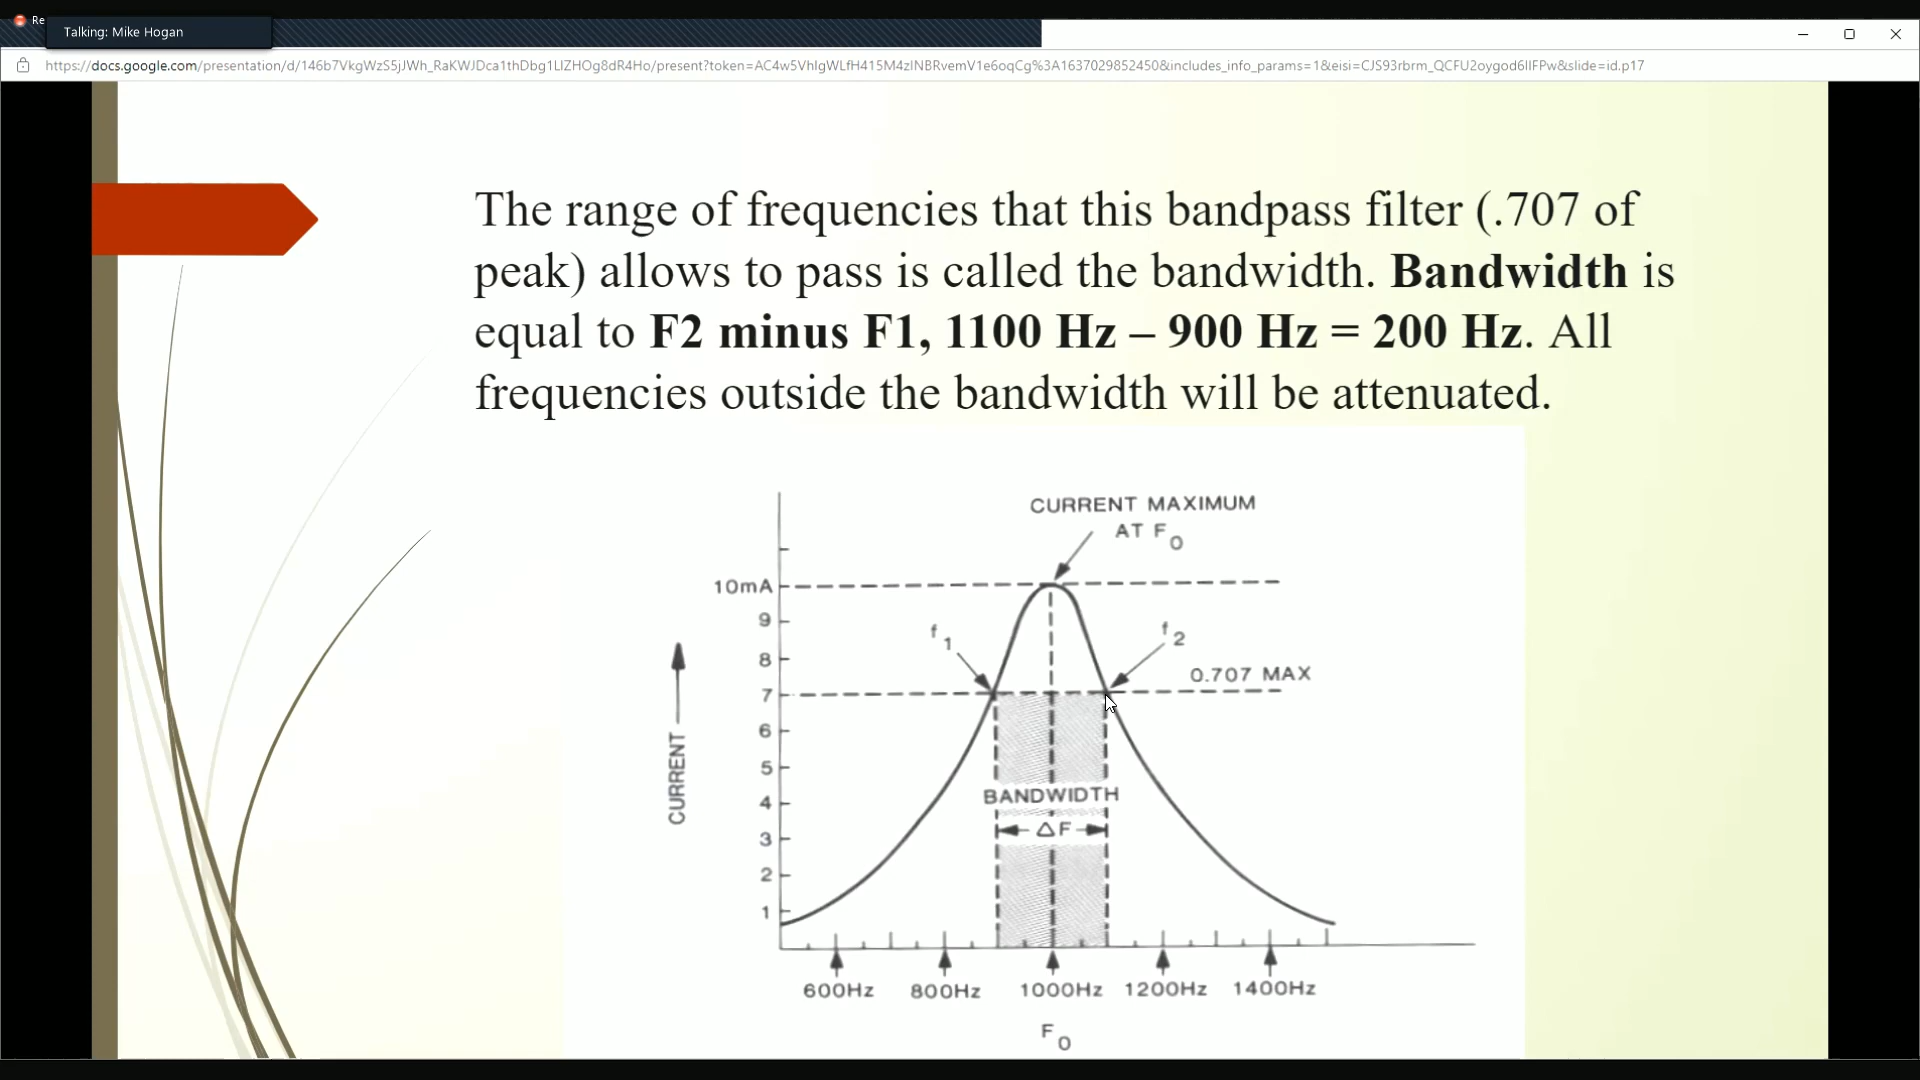 Re
Talking: Mike Hogan
https://docs.google.com/presentation/d/146b7VkgWzS5jJWh_RaKWJDca1thDbg1LIZHOg8dR4Ho/present?token=AC4w5VhIgWLfH415M4zINBRvemV1e6oqCg%3A1637029852450&includes_info_params=1&eisi=CJS93rbrm_QCFU2oygod6lIFPw&slide=id.p17
The range of frequencies that this bandpass filter (.707 of
peak) allows to pass is called the bandwidth. Bandwidth is
equal to F2 minus F1, 1100 Hz – 900 Hz = 200 Hz. All
frequencies outside the bandwidth will be attenuated.
CURRENT MAXIMUM
AT F0
10mA
9
f1
f2
8
0.707 MAX
7
6
5
4
3
2
1
CURRENT
BANDWIDTH
△F
600Hz 800Hz 1000Hz 1200Hz 1400Hz
F0